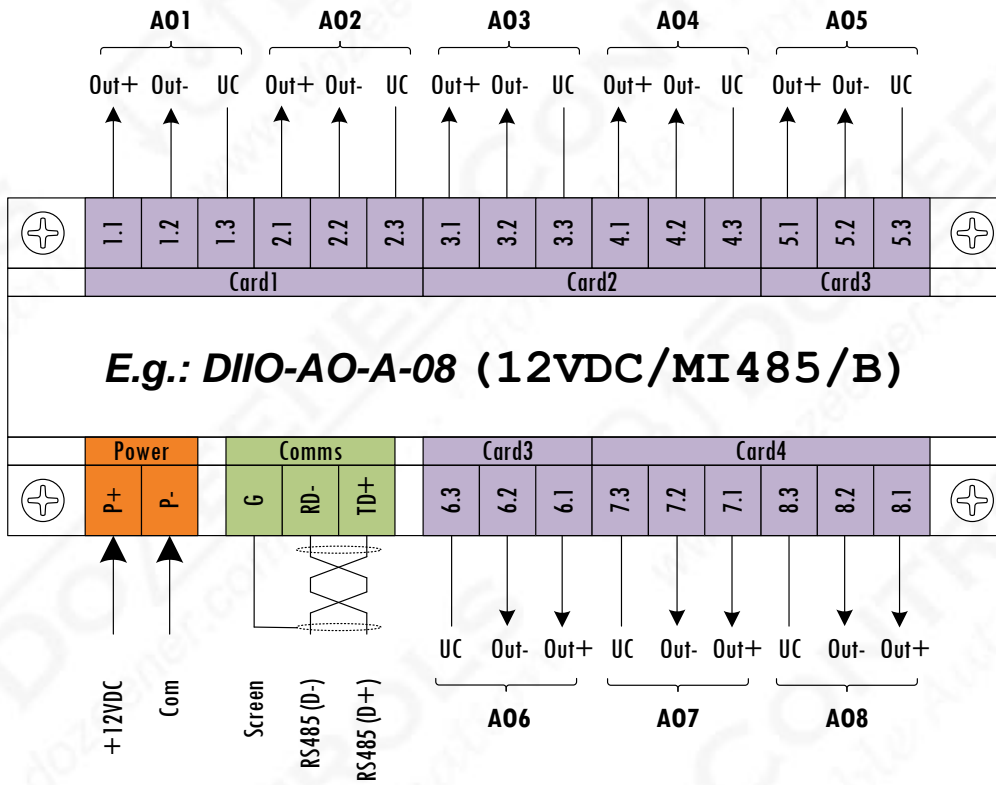 AO1 AO2 AO3 AO4 AO5
Out+ Out- UC Out+ Out- UC Out+ Out- UC Out+ Out- UC Out+ Out- UC
1.1 1.2 1.3 2.1 2.2 2.3 3.1 3.2 3.3 4.1 4.2 4.3 5.1 5.2 5.3
Card1 Card2 Card3
E.g.: DIIO-AO-A-08 (12VDC/MI485/B)
Power Comms Card3 Card4
P+ P- G RD- TD+ 6.3 6.2 6.1 7.3 7.2 7.1 8.3 8.2 8.1
UC Out- Out+ UC Out- Out+ UC Out- Out+
+12VDC Com Screen RS485 (D-) RS485 (D+)
AO6 AO7 AO8